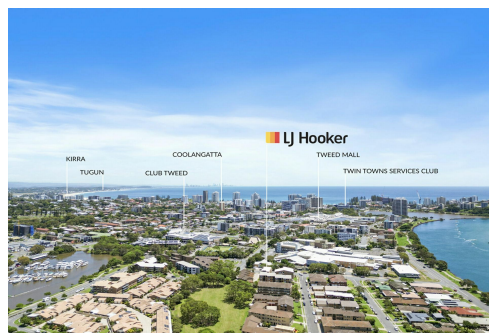 LJ Hooker
KIRRA
TUGUN
CLUB TWEED
COOLANGATTA
TWEED MALL
TWIN TOWNS SERVICES CLUB